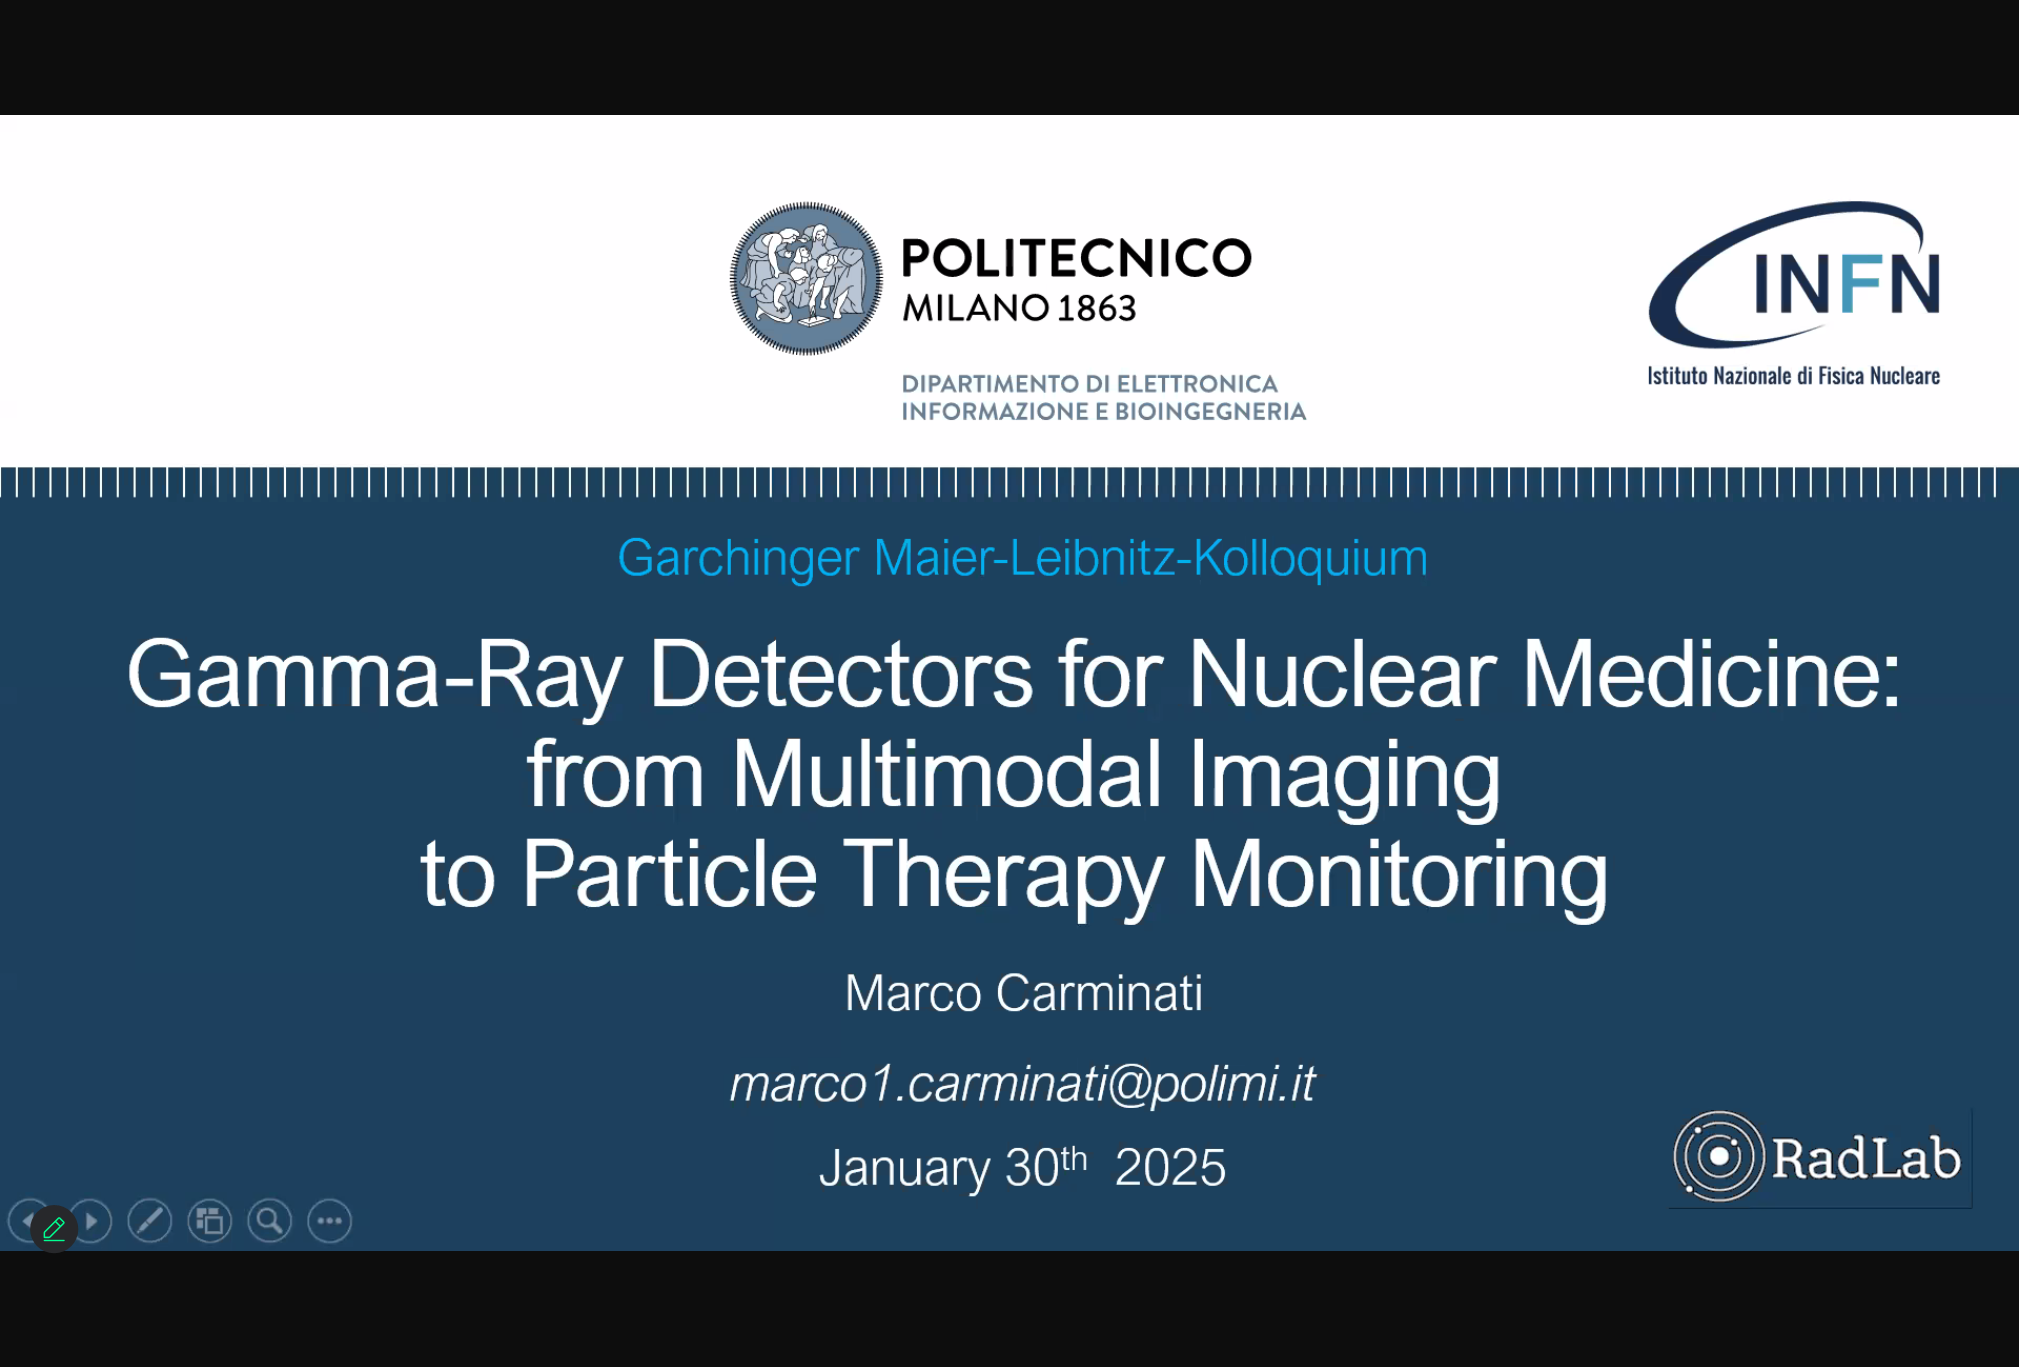 POLITECNICO
MILANO 1863
DIPARTIMENTO DI ELETTRONICA
INFORMAZIONE E BIOINGEGNERIA
INFN
Istituto Nazionale di Fisica Nucleare
Garchinger Maier-Leibnitz-Kolloquium
Gamma-Ray Detectors for Nuclear Medicine:
from Multimodal Imaging
to Particle Therapy Monitoring
Marco Carminati
marco1.carminati@polimi.it
January 30th 2025
RadLab